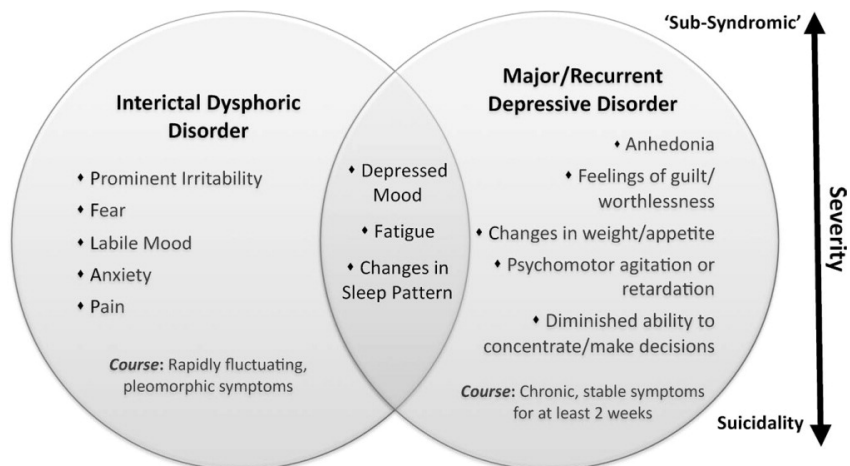 ‘Sub-Syndromic’
Interictal Dysphoric
Disorder
♦ Prominent Irritability
♦ Fear
♦ Labile Mood
♦ Anxiety
♦ Pain
Course: Rapidly fluctuating,
pleomorphic symptoms
♦ Depressed
Mood
♦ Fatigue
♦ Changes in
Sleep Pattern
Major/Recurrent
Depressive Disorder
♦ Anhedonia
♦ Feelings of guilt/
worthlessness
♦ Changes in weight/appetite
♦ Psychomotor agitation or
retardation
♦ Diminished ability to
concentrate/make decisions
Course: Chronic, stable symptoms
for at least 2 weeks
Severity
Suicidality